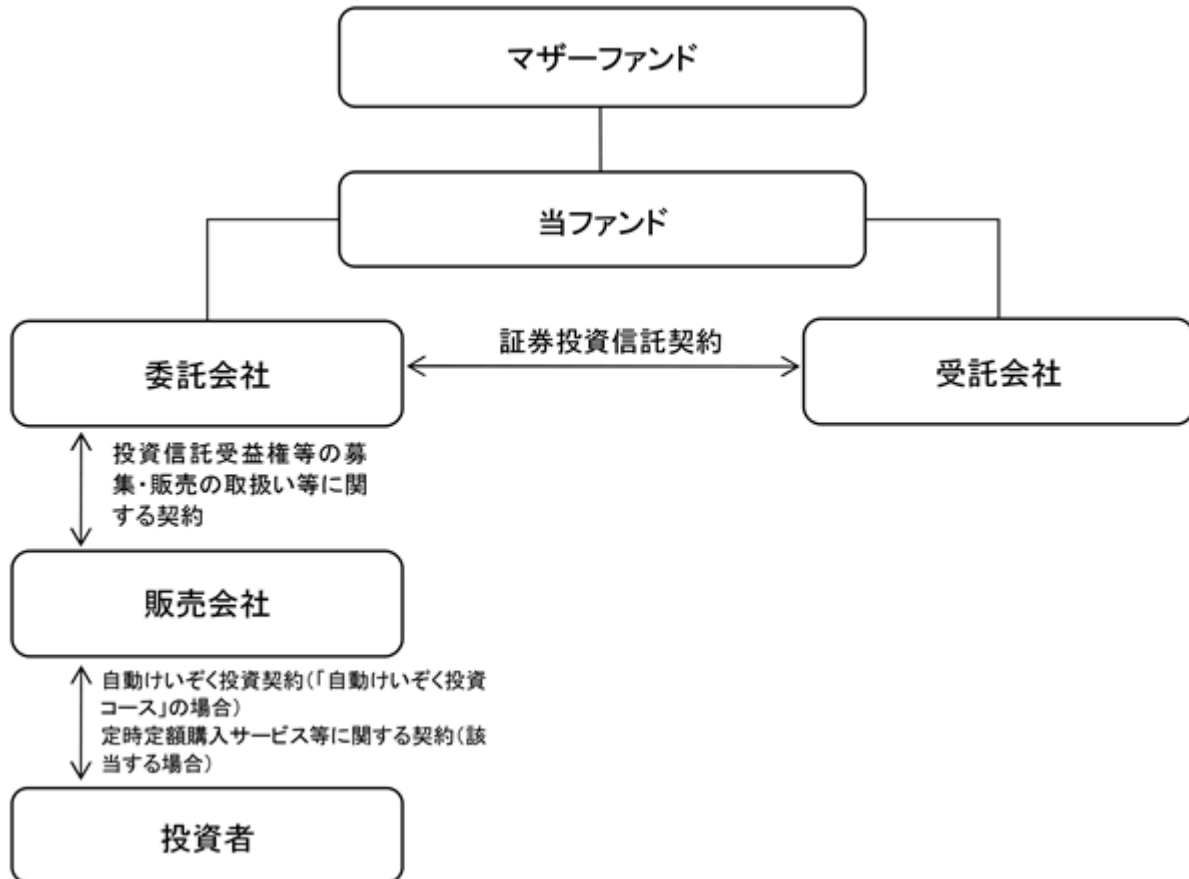 マザーファンド
当ファンド
証券投資信託契約
委託会社
受託会社
投資信託受益権等の募
集・販売の取扱い等に関
する契約
販売会社
自動けいぞく投資契約(「自動けいぞく投資
コース」の場合)
定時定額購入サービス等に関する契約(該
当する場合)
投資者